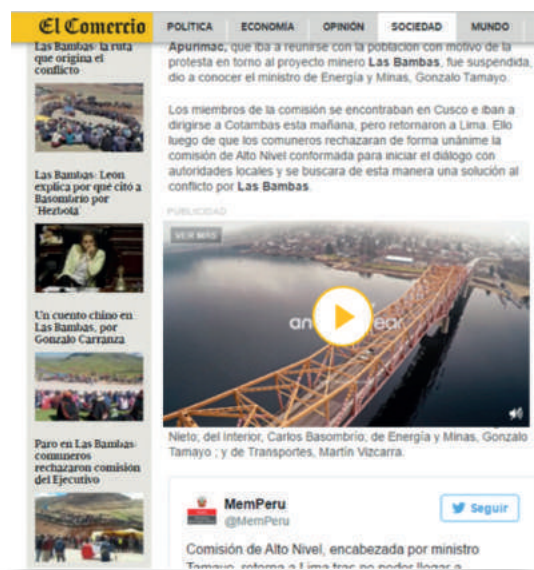 El Comercio
POLÍTICA ECONOMÍA OPINIÓN SOCIEDAD MUNDO
Las Bambas: la ruta
que origina el
conflicto
Las Bambas: León
explica por qué citó a
Basombrío por
'Hezbolá'
Un cuento chino en
Las Bambas, por
Gonzalo Carranza
Paro en Las Bambas:
comuneros
rechazaron comisión
del Ejecutivo
Apurímac, que iba a reunirse con la población con motivo de la
protesta en torno al proyecto minero Las Bambas, fue suspendida,
dio a conocer el ministro de Energía y Minas, Gonzalo Tamayo.
Los miembros de la comisión se encontraban en Cusco e iban a
dirigirse a Cotambas esta mañana, pero retornaron a Lima. Ello
luego de que los comuneros rechazaran de forma unánime la
comisión de Alto Nivel conformada para iniciar el diálogo con
autoridades locales y se buscara de esta manera una solución al
conflicto por Las Bambas.
PUBLICIDAD
VER MÁS
Nieto; del Interior, Carlos Basombrío; de Energía y Minas, Gonzalo
Tamayo ; y de Transportes, Martín Vizcarra.
MemPeru
@MemPeru
Seguir
Comisión de Alto Nivel, encabezada por ministro
Tamayo, retorna a Lima tras no poder llegar a